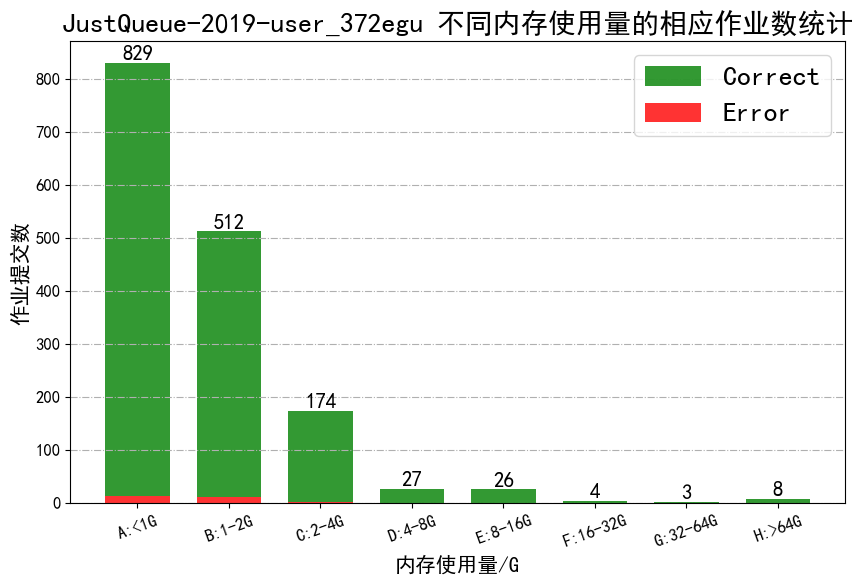 JustQueue-2019-user_372egu 不同内存使用量的相应作业数统计
829
512
174
27
26
4
3
8
Correct
Error
800
700
600
500
400
300
200
100
0
作业提交数
A:<1G
B:1-2G
C:2-4G
D:4-8G
E:8-16G
F:16-32G
G:32-64G
H:>64G
内存使用量/G